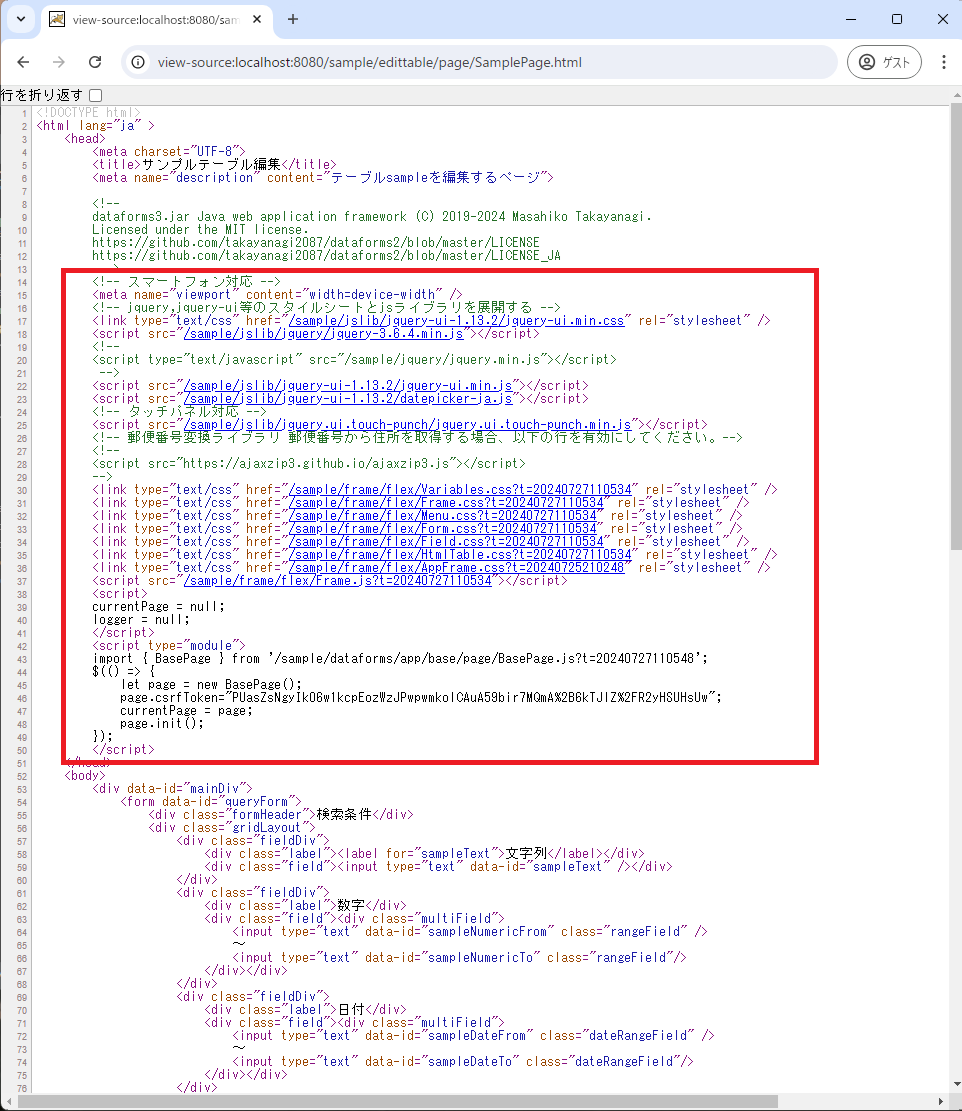 view-source:localhost:8080/sam
view-source:localhost:8080/sample/edittable/page/SamplePage.html
ゲスト
行を折り返す
1 <!DOCTYPE html>
2 <html lang="ja" >
3 <head>
4 <meta charset="UTF-8">
5 <title>サンプルテーブル編集</title>
6 <meta name="description" content="テーブルsampleを編集するページ">
7
8 <!--
9 dataforms3.jar Java web application framework (C) 2019-2024 Masahiko Takayanagi.
10 Licensed under the MIT license.
11 https://github.com/takayanagi2087/dataforms2/blob/master/LICENSE
12 https://github.com/takayanagi2087/dataforms2/blob/master/LICENSE_JA
13
14 <!-- スマートフォン対応 -->
15 <meta name="viewport" content="width=device-width" />
16 <!-- jquery,jquery-ui等のスタイルシートとjsライブラリを展開する -->
17 <link type="text/css" href="/sample/jslib/jquery-ui-1.13.2/jquery-ui.min.css" rel="stylesheet" />
18 <script src="/sample/jslib/jquery/jquery-3.6.4.min.js"></script>
19 <!--
20 <script type="text/javascript" src="/sample/jquery/jquery.min.js"></script>
21 -->
22 <script src="/sample/jslib/jquery-ui-1.13.2/jquery-ui.min.js"></script>
23 <script src="/sample/jslib/jquery-ui-1.13.2/datepicker-ja.js"></script>
24 <!-- タッチパネル対応 -->
25 <script src="/sample/jslib/jquery.ui.touch-punch/jquery.ui.touch-punch.min.js"></script>
26 <!-- 郵便番号変換ライブラリ 郵便番号から住所を取得する場合、以下の行を有効にしてください。-->
27 <!--
28 <script src="https://ajaxzip3.github.io/ajaxzip3.js"></script>
29 -->
30 <link type="text/css" href="/sample/frame/flex/Variables.css?t=20240727110534" rel="stylesheet" />
31 <link type="text/css" href="/sample/frame/flex/Frame.css?t=20240727110534" rel="stylesheet" />
32 <link type="text/css" href="/sample/frame/flex/Menu.css?t=20240727110534" rel="stylesheet" />
33 <link type="text/css" href="/sample/frame/flex/Form.css?t=20240727110534" rel="stylesheet" />
34 <link type="text/css" href="/sample/frame/flex/Field.css?t=20240727110534" rel="stylesheet" />
35 <link type="text/css" href="/sample/frame/flex/HtmlTable.css?t=20240727110534" rel="stylesheet" />
36 <link type="text/css" href="/sample/frame/flex/AppFrame.css?t=20240725210248" rel="stylesheet" />
37 <script src="/sample/frame/flex/Frame.js?t=20240727110534"></script>
38 <script>
39 currentPage = null;
40 logger = null;
41 </script>
42 <script type="module">
43 import { BasePage } from '/sample/dataforms/app/base/page/BasePage.js?t=20240727110548';
44 $(() => {
45 let page = new BasePage();
46 page.csrfToken=
47 currentPage = page;
48 page.init();
49 });
50 </script>
51 </head>
52 <body>
53 <div data-id="mainDiv">
54 <form data-id="queryForm">
55 <div class="formHeader">検索条件</div>
56 <div class="gridLayout">
57 <div class="fieldDiv">
58 <div class="label"><label for="sampleText">文字列</label></div>
59 <div class="field"><input type="text" data-id="sampleText" /></div>
60 </div>
61 <div class="fieldDiv">
62 <div class="label">数字</div>
63 <div class="field"><div class="multiField">
64 <input type="text" data-id="sampleNumericFrom" class="rangeField" />
65 ～
66 <input type="text" data-id="sampleNumericTo" class="rangeField"/>
67 </div></div>
68 </div>
69 <div class="fieldDiv">
70 <div class="label">日付</div>
71 <div class="field"><div class="multiField">
72 <input type="text" data-id="sampleDateFrom" class="dateRangeField" />
73 ～
74 <input type="text" data-id="sampleDateTo" class="dateRangeField"/>
75 </div></div>
76 </div>